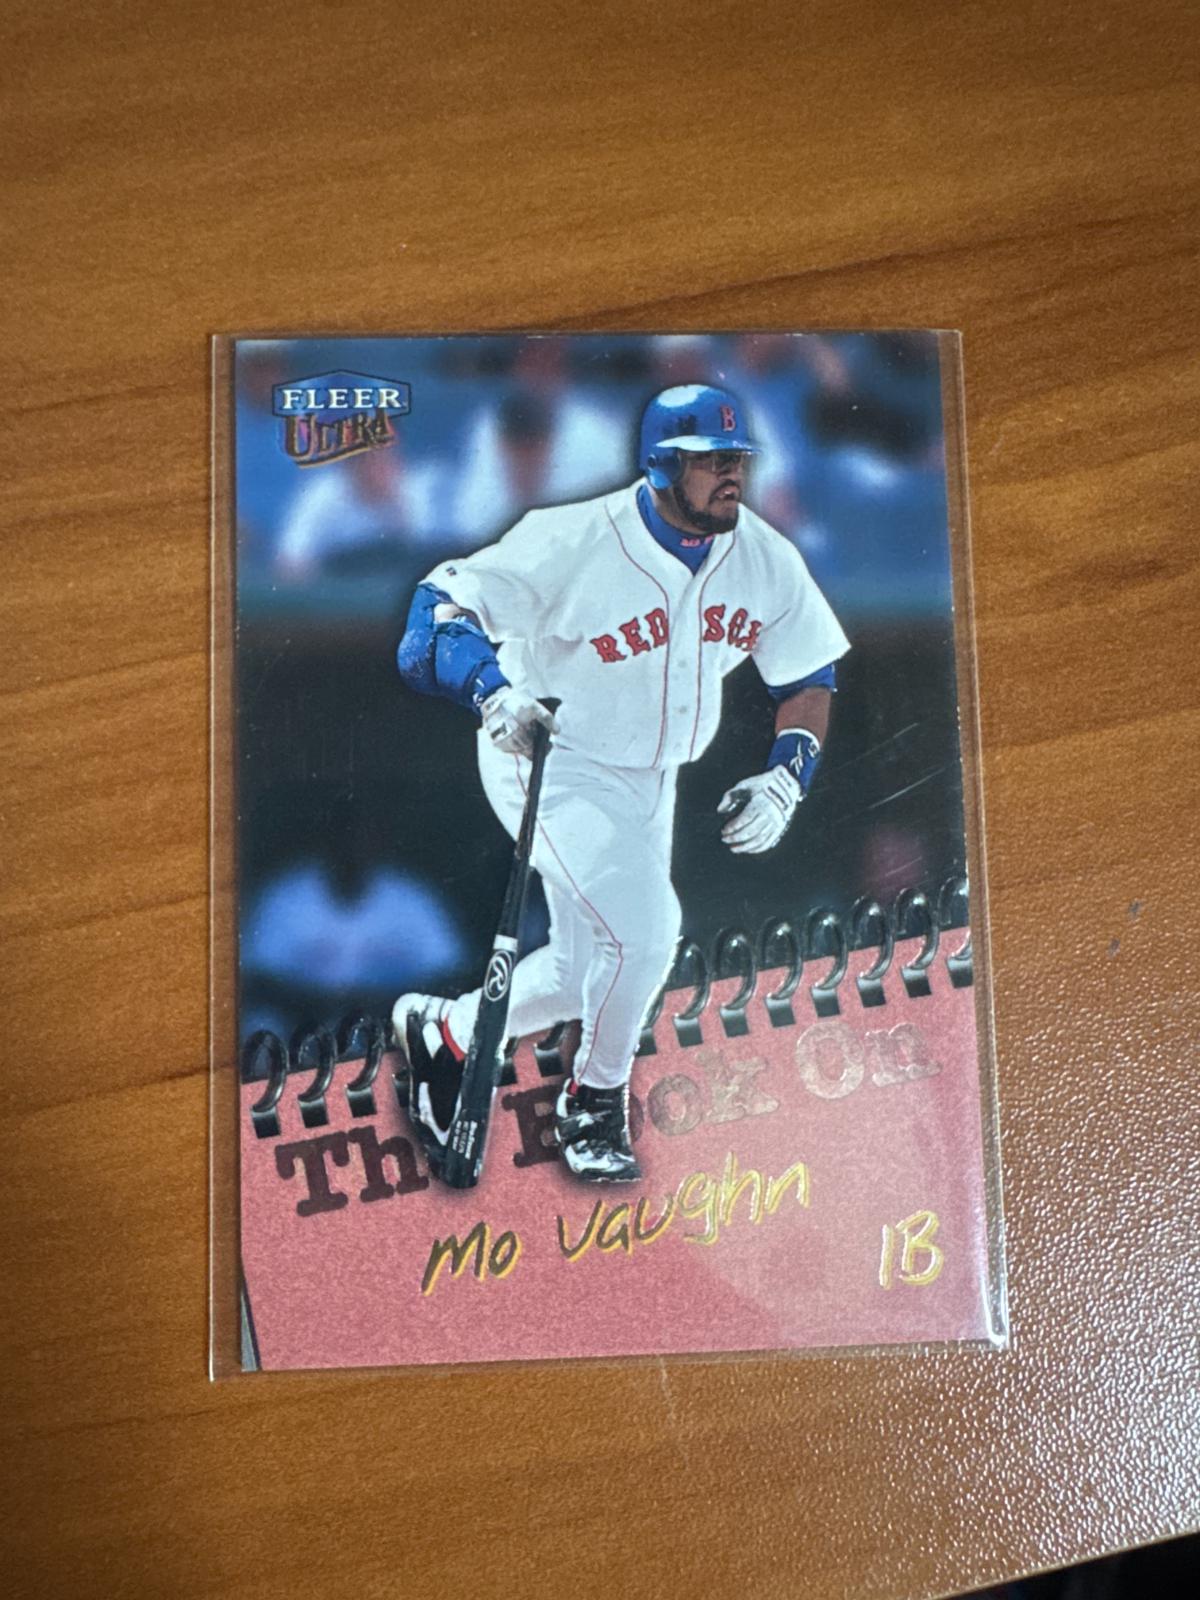 FLEER
ULTRA
B
RED SOX
The Book On
Mo Vaughn
1B